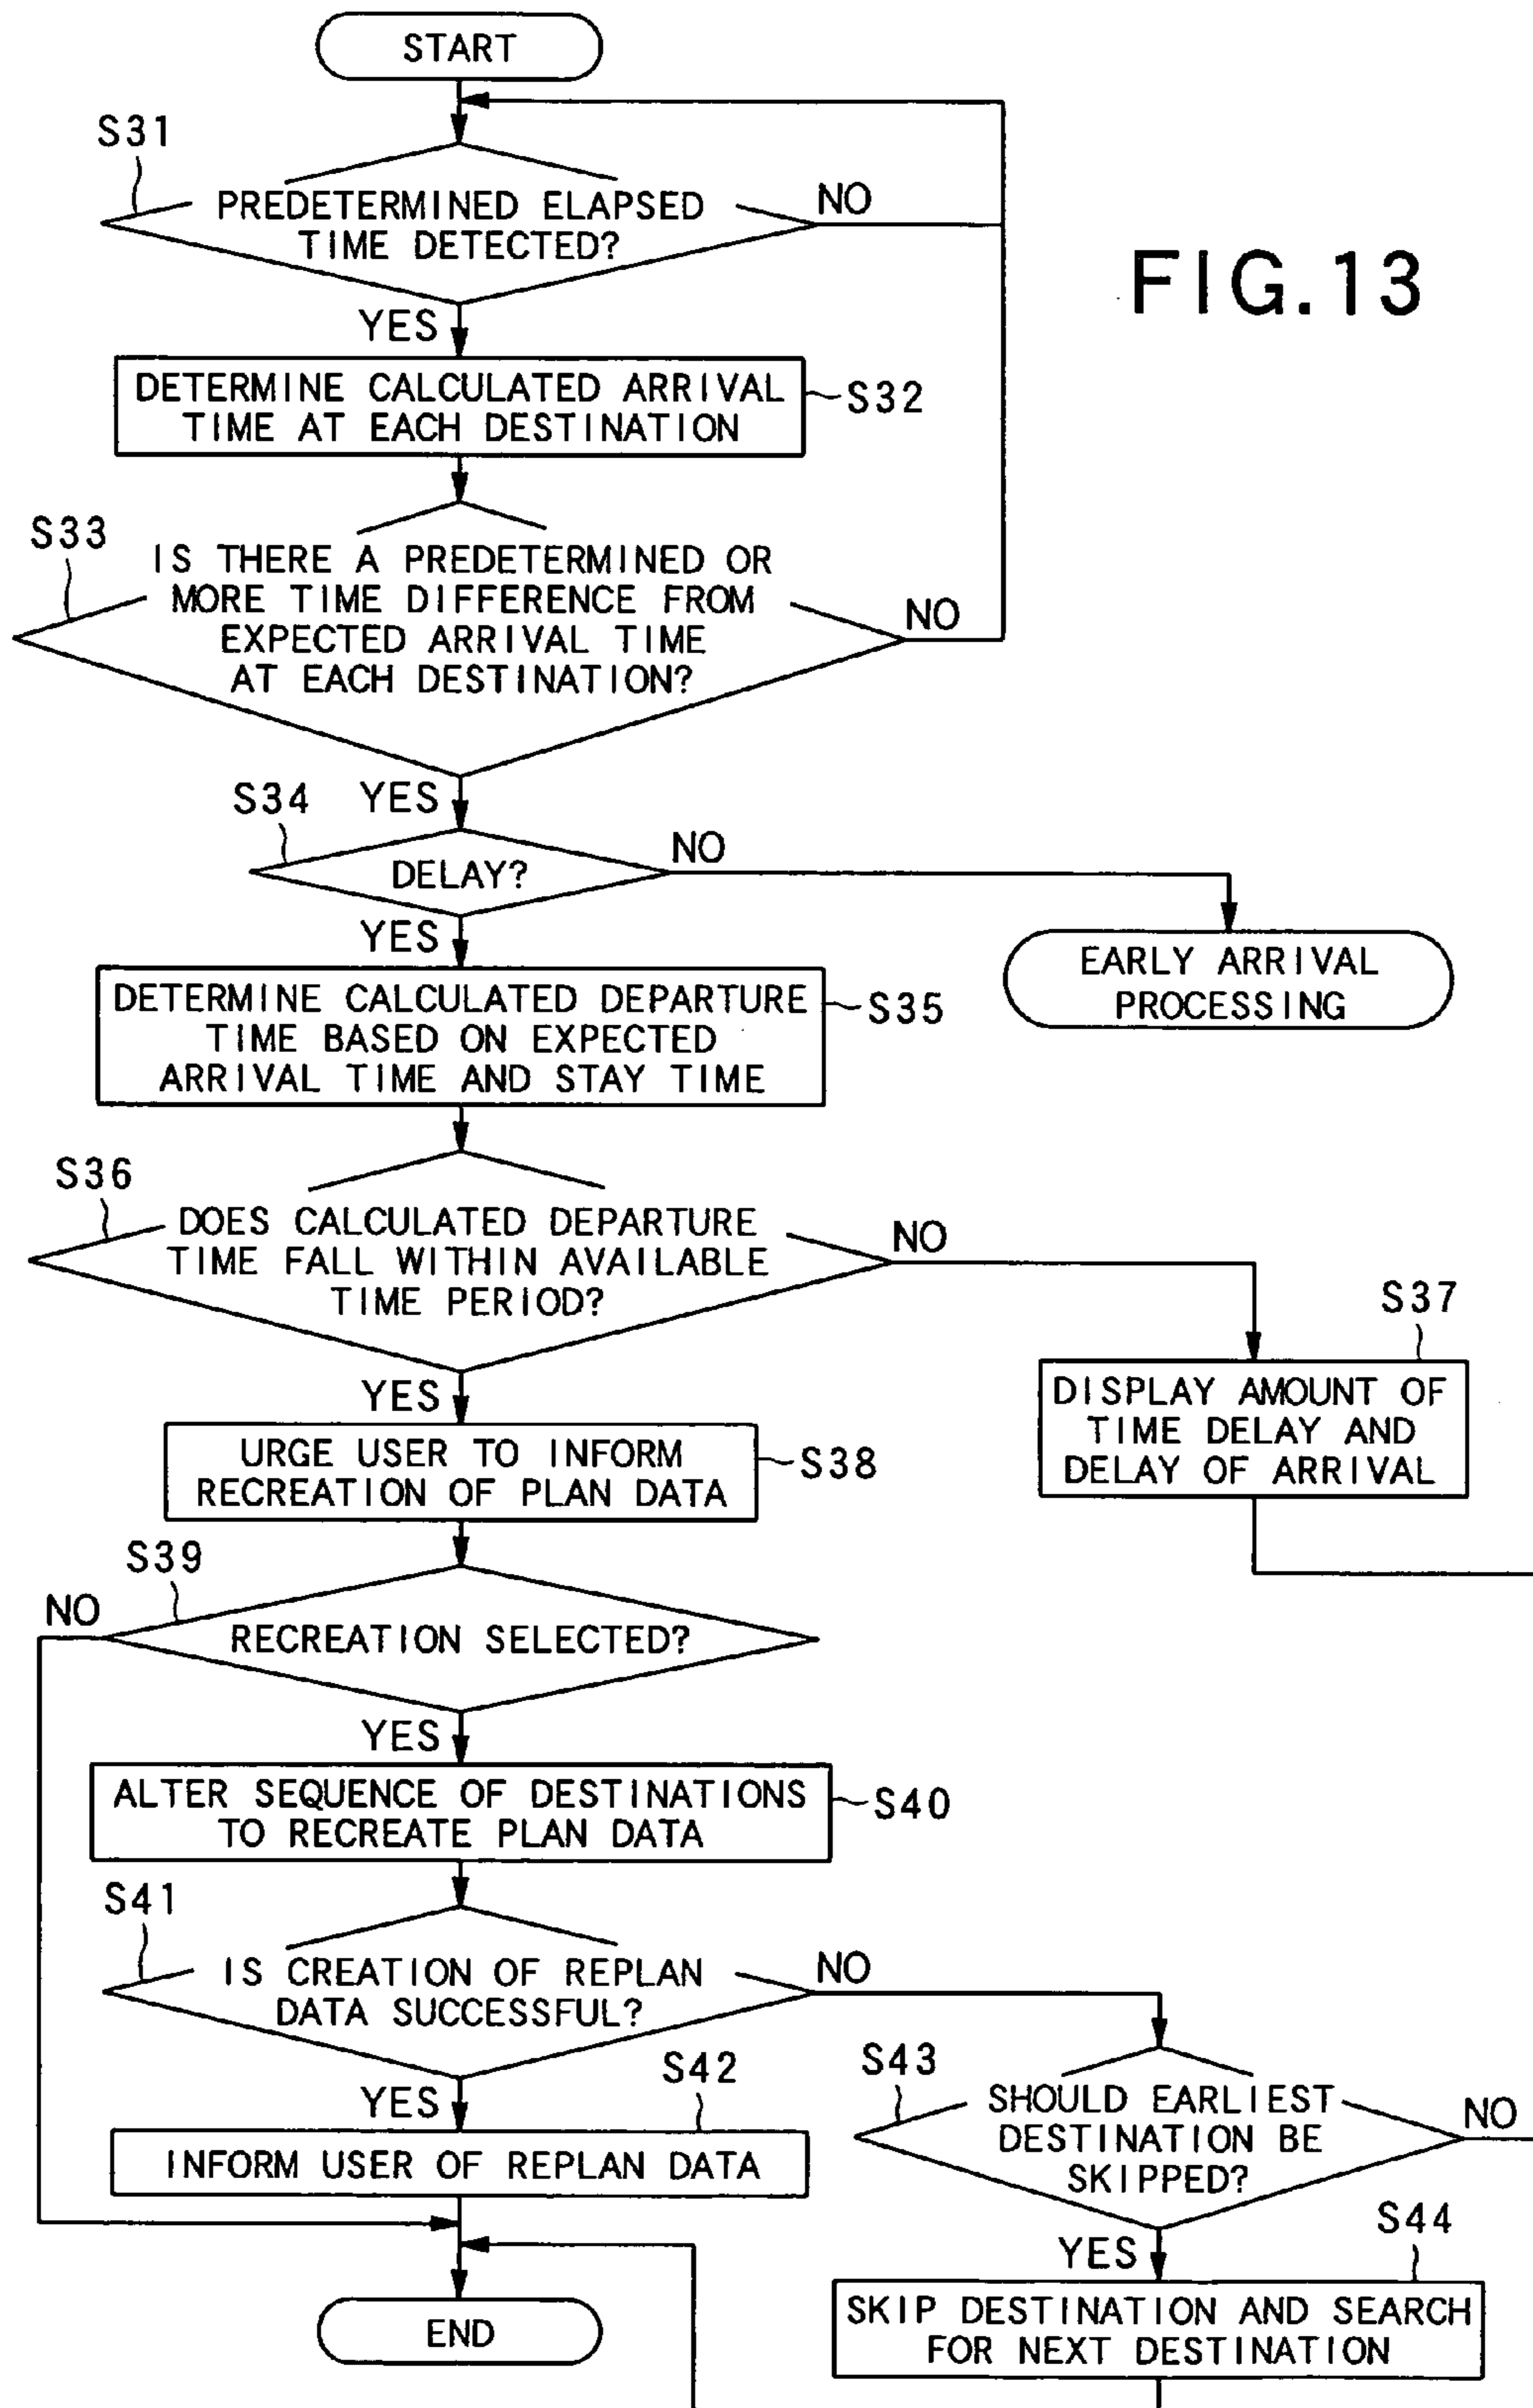 START
S31
PREDETERMINED ELAPSED
TIME DETECTED?
NO
FIG.13
YES
DETERMINE CALCULATED ARRIVAL
TIME AT EACH DESTINATION
S32
S33
IS THERE A PREDETERMINED OR
MORE TIME DIFFERENCE FROM
EXPECTED ARRIVAL TIME
AT EACH DESTINATION?
NO
YES
S34
DELAY?
NO
YES
EARLY ARRIVAL
PROCESSING
DETERMINE CALCULATED DEPARTURE
TIME BASED ON EXPECTED
ARRIVAL TIME AND STAY TIME
S35
S36
DOES CALCULATED DEPARTURE
TIME FALL WITHIN AVAILABLE
TIME PERIOD?
NO
S37
DISPLAY AMOUNT OF
TIME DELAY AND
DELAY OF ARRIVAL
YES
URGE USER TO INFORM
RECREATION OF PLAN DATA
S38
S39
NO
RECREATION SELECTED?
YES
ALTER SEQUENCE OF DESTINATIONS
TO RECREATE PLAN DATA
S40
S41
IS CREATION OF REPLAN
DATA SUCCESSFUL?
NO
YES
S42
INFORM USER OF REPLAN DATA
S43
SHOULD EARLIEST
DESTINATION BE
SKIPPED?
NO
YES
S44
SKIP DESTINATION AND SEARCH
FOR NEXT DESTINATION
END